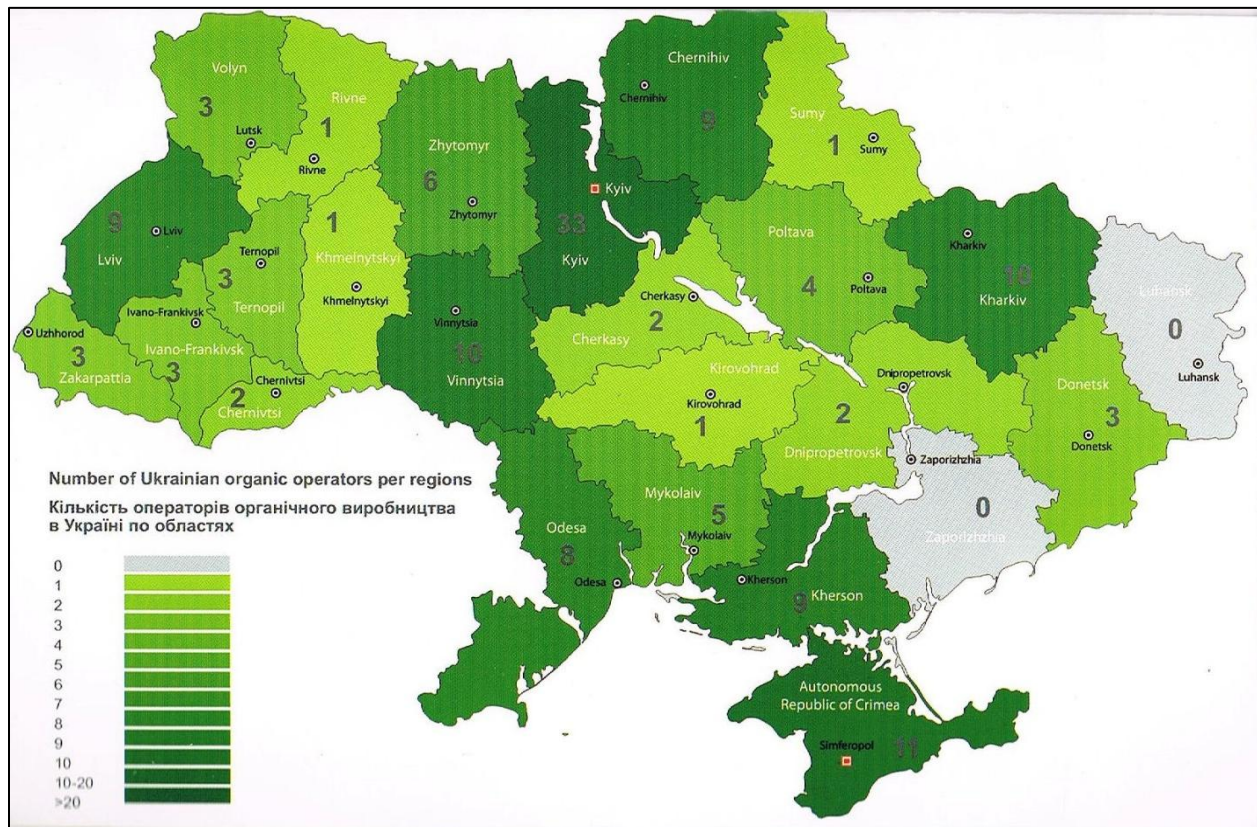 Volyn
3
Lutsk
Rivne
1
Rivne
Zhytomyr
6
Zhytomyr
Kyiv
33
Kyiv
Chernihiv
Chernihiv
9
Sumy
1
Sumy
9
Lviv
Lviv
Ternopil
3
Ternopil
1
Khmelnytskyi
Khmelnytskyi
Vinnytsia
10
Vinnytsia
Cherkasy
2
Cherkasy
Poltava
4
Poltava
Kharkiv
10
Kharkiv
Luhansk
0
Luhansk
Uzhhorod
3
Zakarpattia
Ivano-Frankivsk
Ivano-Frankivsk
3
Chernivtsi
2
Chernivtsi
Kirovohrad
Kirovohrad
1
Dnipropetrovsk
2
Dnipropetrovsk
Donetsk
3
Donetsk
Zaporizhzhia
0
Zaporizhzhia
Odesa
8
Odesa
Mykolaiv
5
Mykolaiv
Kherson
9
Kherson
Autonomous
Republic of Crimea
Simferopol
11
Number of Ukrainian organic operators per regions
Кількість операторів органічного виробництва
в Україні по областях
0
1
2
3
4
5
6
7
8
9
10
10-20
>20